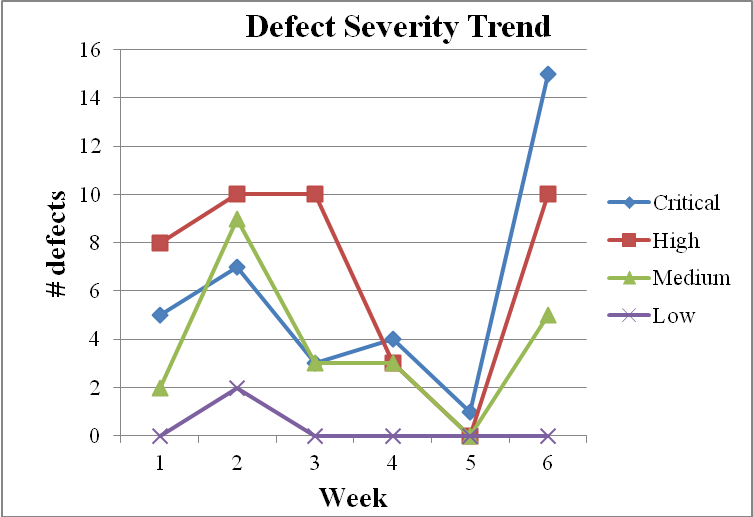 Defect Severity Trend
# defects
16
14
12
10
8
6
4
2
0
1 2 3 4 5 6
Week
Critical
High
Medium
Low